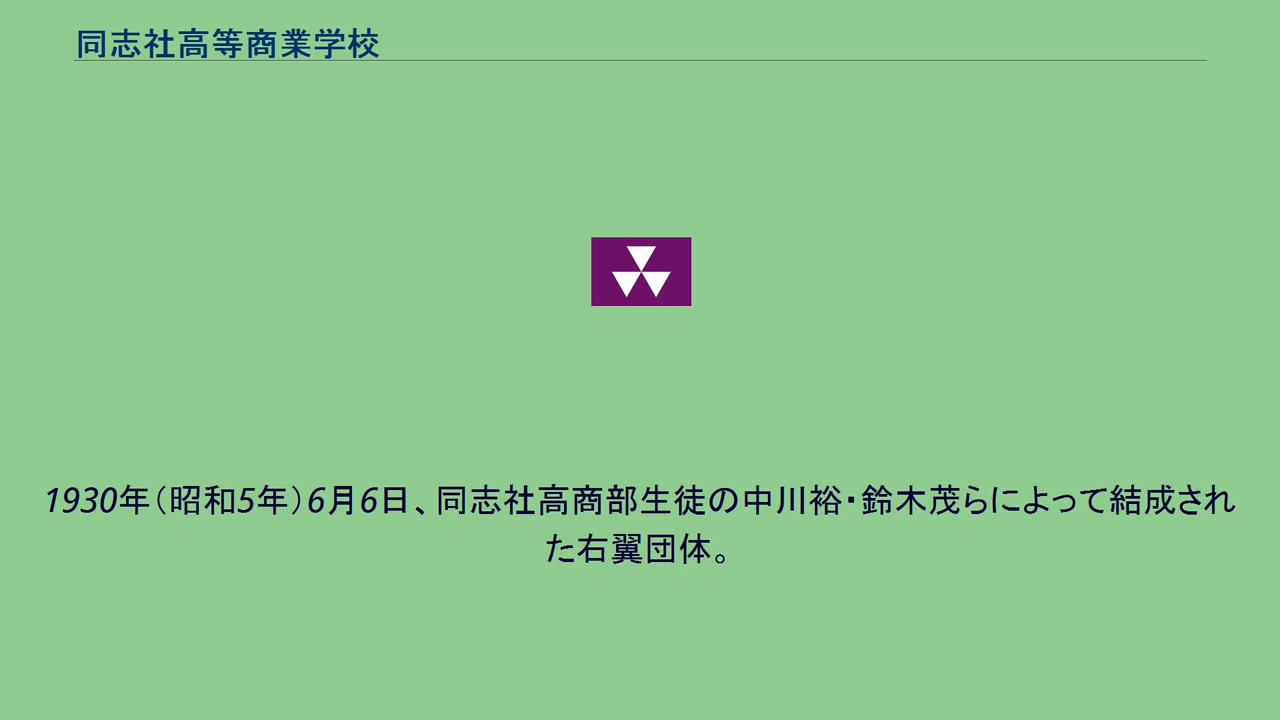 同志社高等商業学校
1930年（昭和5年）6月6日、同志社高商部生徒の中川裕・鈴木茂らによって結成され
た右翼団体。